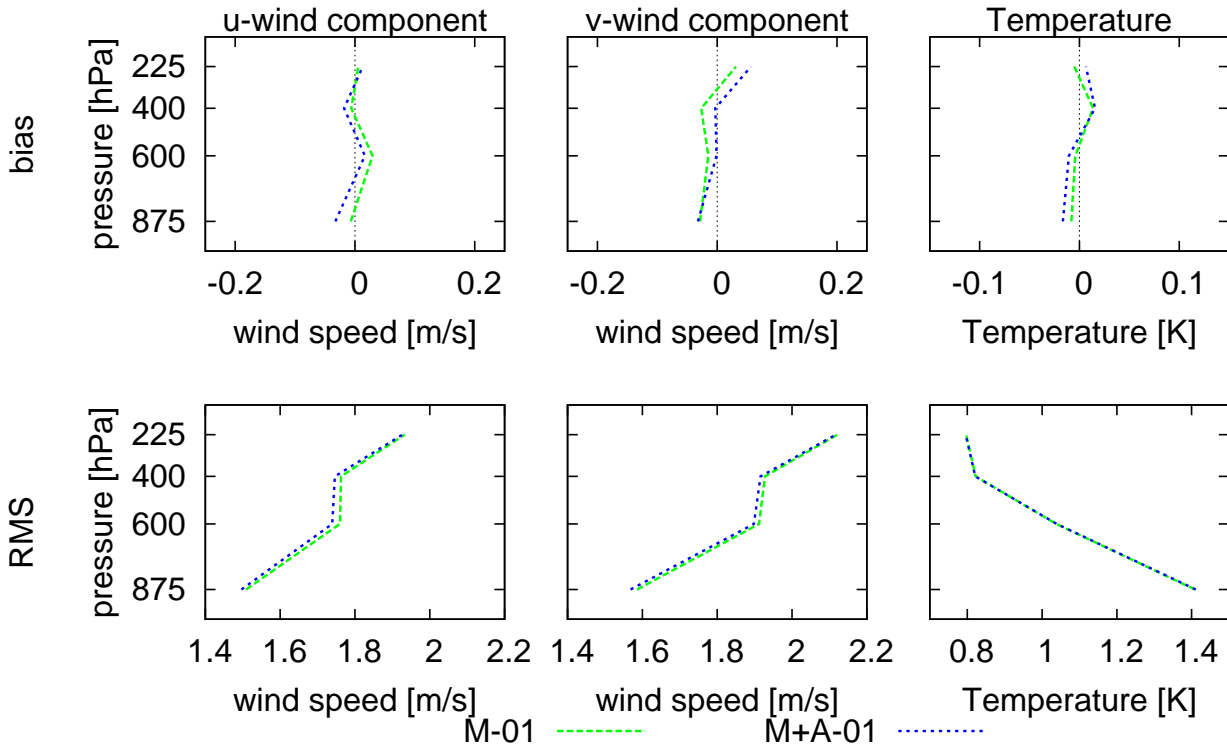 u-wind component v-wind component Temperature
bias
pressure [hPa]
225
400
600
875
-0.2 0 0.2 -0.2 0 0.2 -0.1 0 0.1
wind speed [m/s] wind speed [m/s] Temperature [K]
RMS
pressure [hPa]
225
400
600
875
1.4 1.6 1.8 2 2.2 1.4 1.6 1.8 2 2.2 0.8 1 1.2 1.4
wind speed [m/s] wind speed [m/s] Temperature [K]
M-01 M+A-01